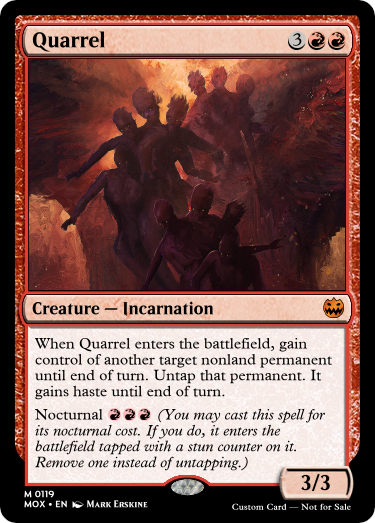 Quarrel 3
Creature — Incarnation
When Quarrel enters the battlefield, gain
control of another target nonland permanent
until end of turn. Untap that permanent. It
gains haste until end of turn.
Nocturnal (You may cast this spell for
its nocturnal cost. If you do, it enters the
battlefield tapped with a stun counter on it.
Remove one instead of untapping.)
3/3
M 0119
MOX • EN Mark Erskine
Custom Card — Not for Sale